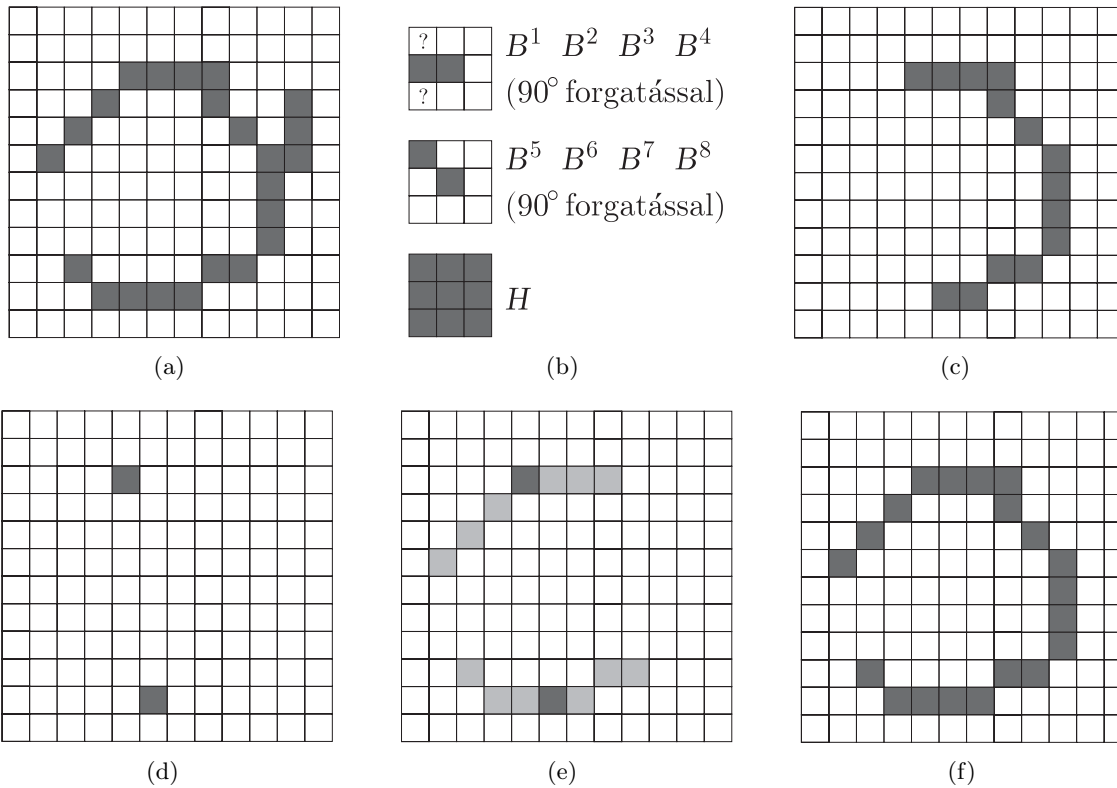 ?
?
B¹ B² B³ B⁴
(90° forgatással)
B⁵ B⁶ B⁷ B⁸
(90° forgatással)
H
(a)
(b)
(c)
(d)
(e)
(f)